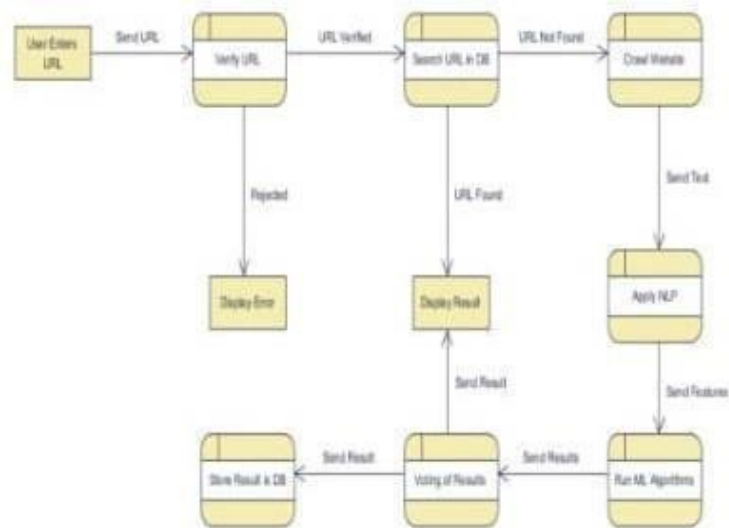 Send URL
URL Verified
URL Not Found
User Enters
URL
Verify URL
Search URL in DB
Crawl Website
Rejected
URL Found
Send Text
Display Error
Display Result
Apply NLP
Send Result
Send Features
Send Result
Send Results
Store Result in DB
Voting of Results
Run ML Algorithms